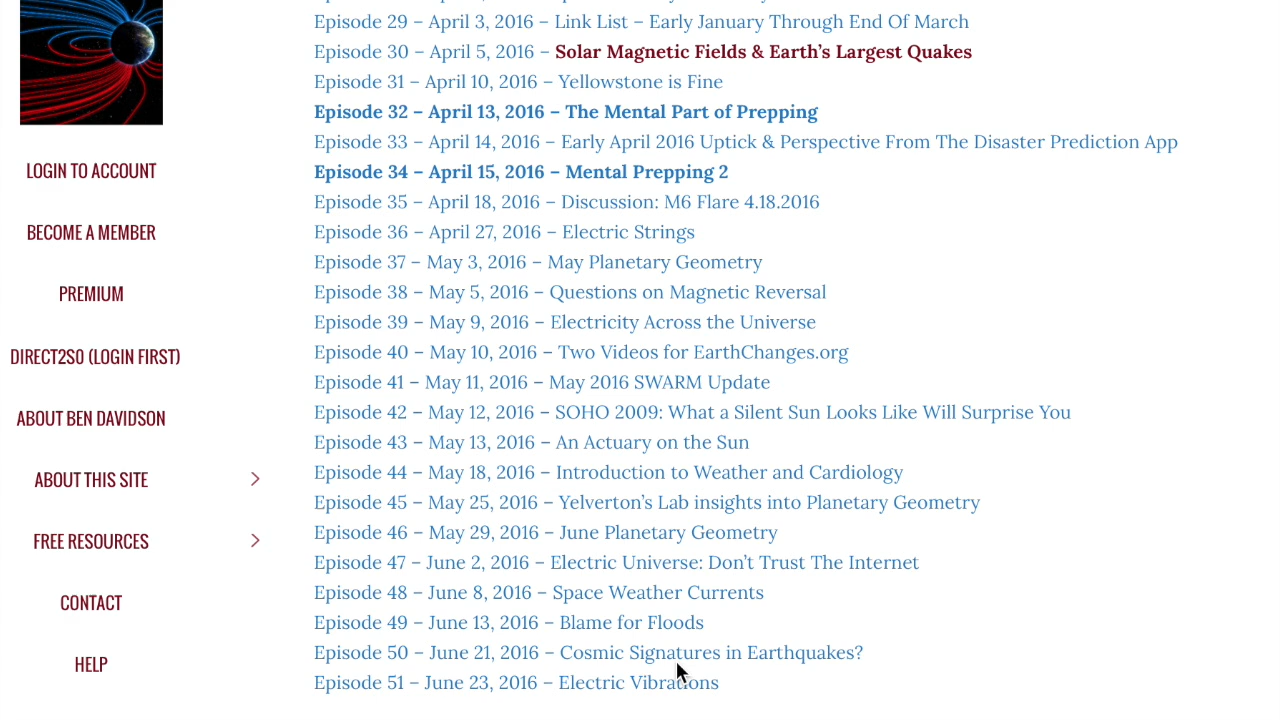 Episode 29 – April 3, 2016 – Link List – Early January Through End Of March
Episode 30 – April 5, 2016 – Solar Magnetic Fields & Earth’s Largest Quakes
Episode 31 – April 10, 2016 – Yellowstone is Fine
Episode 32 – April 13, 2016 – The Mental Part of Prepping
Episode 33 – April 14, 2016 – Early April 2016 Uptick & Perspective From The Disaster Prediction App
Episode 34 – April 15, 2016 – Mental Prepping 2
Episode 35 – April 18, 2016 – Discussion: M6 Flare 4.18.2016
Episode 36 – April 27, 2016 – Electric Strings
Episode 37 – May 3, 2016 – May Planetary Geometry
Episode 38 – May 5, 2016 – Questions on Magnetic Reversal
Episode 39 – May 9, 2016 – Electricity Across the Universe
Episode 40 – May 10, 2016 – Two Videos for EarthChanges.org
Episode 41 – May 11, 2016 – May 2016 SWARM Update
Episode 42 – May 12, 2016 – SOHO 2009: What a Silent Sun Looks Like Will Surprise You
Episode 43 – May 13, 2016 – An Actuary on the Sun
Episode 44 – May 18, 2016 – Introduction to Weather and Cardiology
Episode 45 – May 25, 2016 – Yelverton’s Lab insights into Planetary Geometry
Episode 46 – May 29, 2016 – June Planetary Geometry
Episode 47 – June 2, 2016 – Electric Universe: Don’t Trust The Internet
Episode 48 – June 8, 2016 – Space Weather Currents
Episode 49 – June 13, 2016 – Blame for Floods
Episode 50 – June 21, 2016 – Cosmic Signatures in Earthquakes?
Episode 51 – June 23, 2016 – Electric Vibrations
LOGIN TO ACCOUNT
BECOME A MEMBER
PREMIUM
DIRECT2SO (LOGIN FIRST)
ABOUT BEN DAVIDSON
ABOUT THIS SITE
FREE RESOURCES
CONTACT
HELP